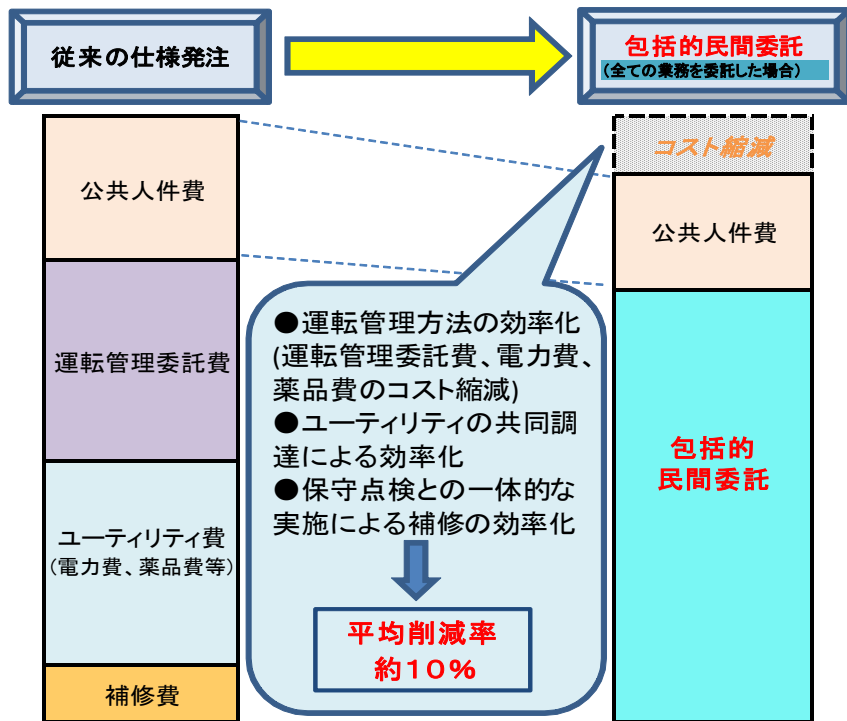 従来の仕様発注
包括的民間委託
(全ての業務を委託した場合)
公共人件費
運転管理委託費
ユーティリティ費
(電力費、薬品費等)
補修費
●運転管理方法の効率化
(運転管理委託費、電力費、
薬品費のコスト縮減)
●ユーティリティの共同調
達による効率化
●保守点検との一体的な
実施による補修の効率化
平均削減率
約10%
コスト縮減
公共人件費
包括的
民間委託